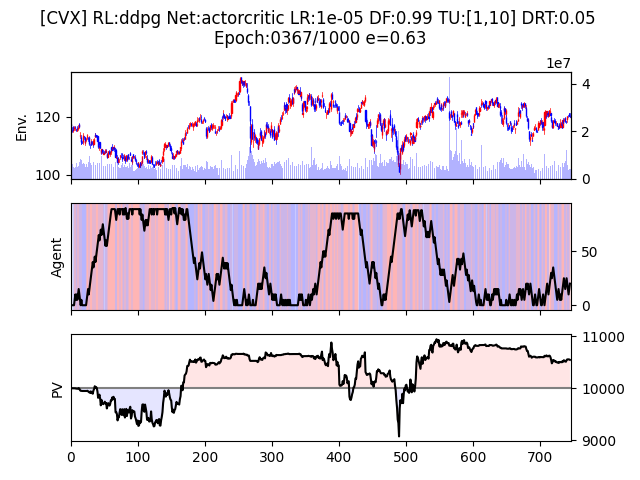 [CVX] RL:ddpg Net:actorcritic LR:1e-05 DF:0.99 TU:[1,10] DRT:0.05
Epoch:0367/1000 e=0.63
1e7
Env.
120
100
4
2
0
Agent
50
0
PV
11000
10000
9000
0 100 200 300 400 500 600 700